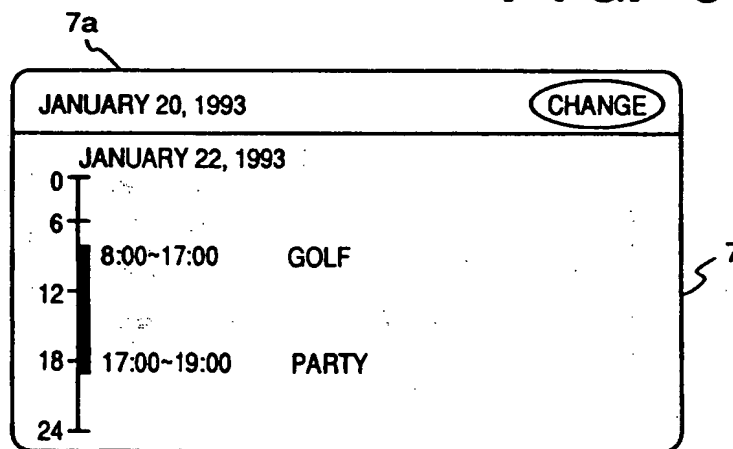 7a
JANUARY 20, 1993 CHANGE
JANUARY 22, 1993
0
6
8:00~17:00 GOLF
7
12
18 17:00~19:00 PARTY
24